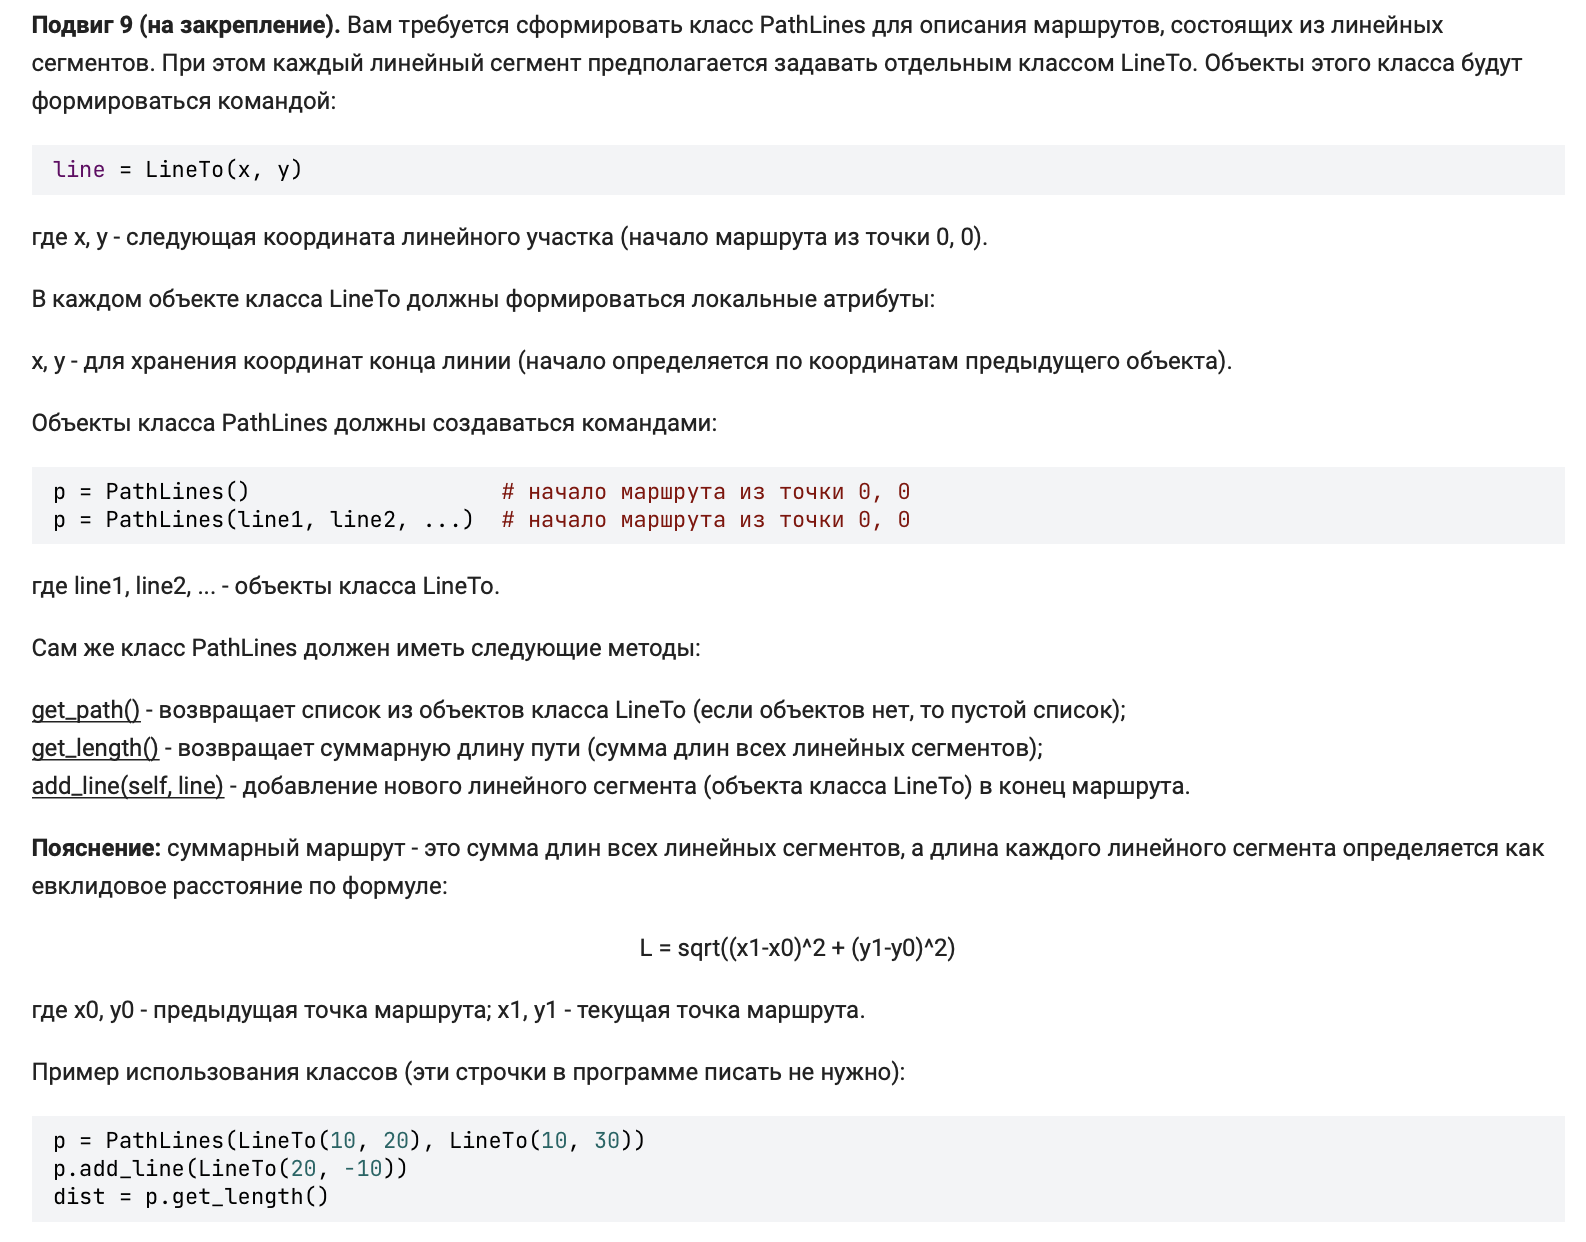 Подвиг 9 (на закрепление). Вам требуется сформировать класс PathLines для описания маршрутов, состоящих из линейных
сегментов. При этом каждый линейный сегмент предполагается задавать отдельным классом LineTo. Объекты этого класса будут
формироваться командой:
line = LineTo(x, y)
где x, y - следующая координата линейного участка (начало маршрута из точки 0, 0).
В каждом объекте класса LineTo должны формироваться локальные атрибуты:
x, y - для хранения координат конца линии (начало определяется по координатам предыдущего объекта).
Объекты класса PathLines должны создаваться командами:
p = PathLines()                   # начало маршрута из точки 0, 0
p = PathLines(line1, line2, ...)  # начало маршрута из точки 0, 0
где line1, line2, ... - объекты класса LineTo.
Сам же класс PathLines должен иметь следующие методы:
get_path() - возвращает список из объектов класса LineTo (если объектов нет, то пустой список);
get_length() - возвращает суммарную длину пути (сумма длин всех линейных сегментов);
add_line(self, line) - добавление нового линейного сегмента (объекта класса LineTo) в конец маршрута.
Пояснение: суммарный маршрут - это сумма длин всех линейных сегментов, а длина каждого линейного сегмента определяется как
евклидовое расстояние по формуле:
L = sqrt((x1-x0)^2 + (y1-y0)^2)
где x0, y0 - предыдущая точка маршрута; x1, y1 - текущая точка маршрута.
Пример использования классов (эти строчки в программе писать не нужно):
p = PathLines(LineTo(10, 20), LineTo(10, 30))
p.add_line(LineTo(20, -10))
dist = p.get_length()